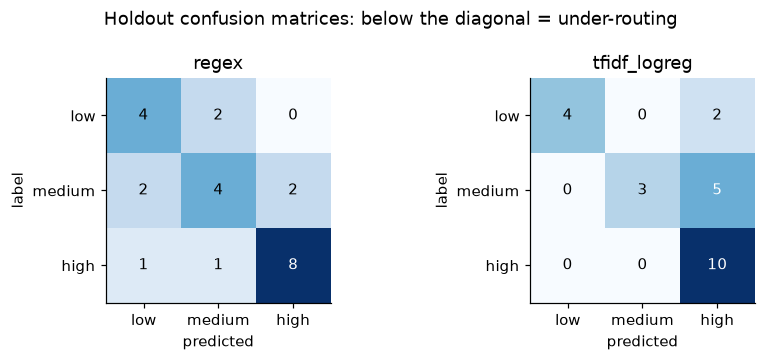 Holdout confusion matrices: below the diagonal = under-routing
regex
low
4 2 0
medium
2 4 2
high
1 1 8
low medium high
predicted
label
tfidf_logreg
low
4 0 2
medium
0 3 5
high
0 0 10
low medium high
predicted
label